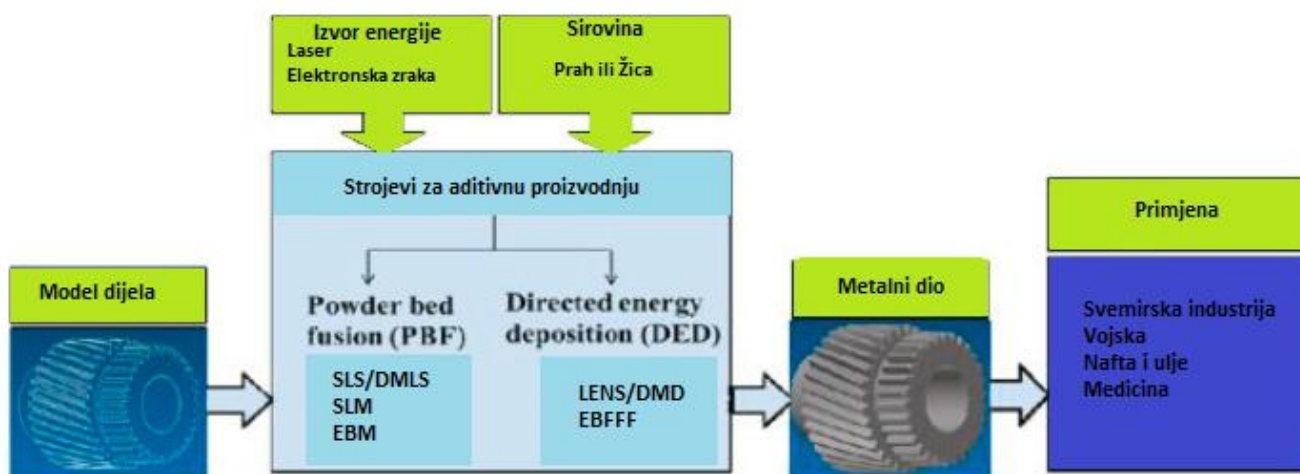 Izvor energije
Laser
Elektronska zraka
Sirovina
Prah ili Žica
Strojevi za aditivnu proizvodnju
Model dijela
Powder bed
fusion (PBF)
SLS/DMLS
SLM
EBM
Directed energy
deposition (DED)
LENS/DMD
EBFFF
Metalni dio
Primjena
Svemirska industrija
Vojska
Nafta i ulje
Medicina